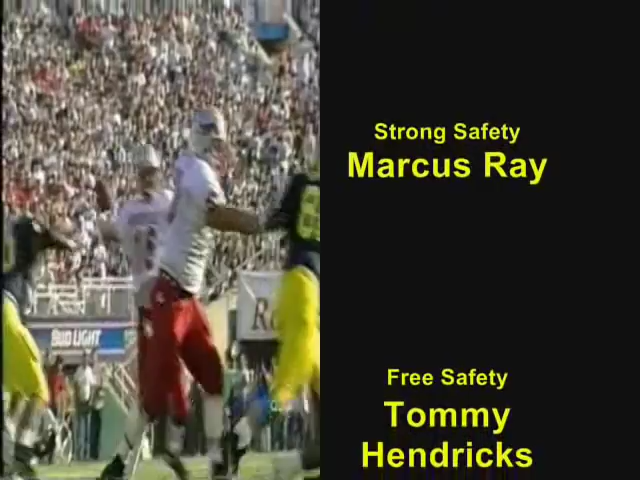 Strong Safety
Marcus Ray
BUD LIGHT
Free Safety
Tommy
Hendricks